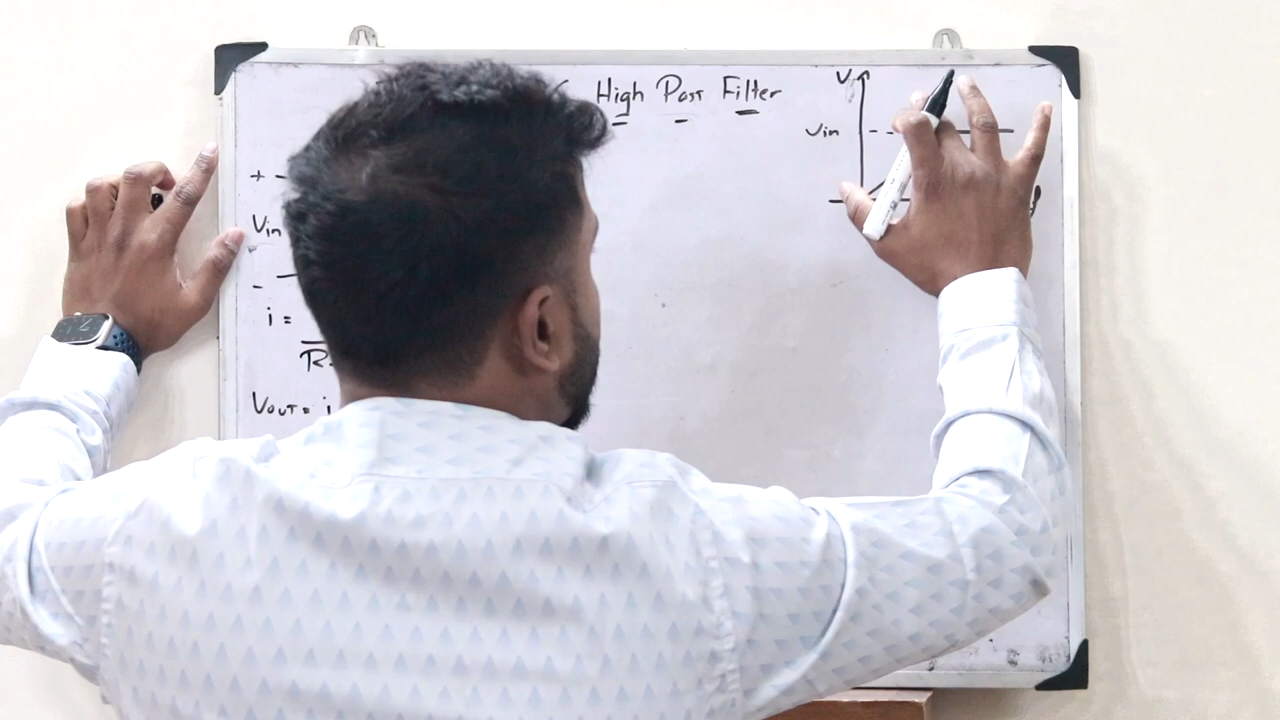 High Pass Filter
V
Vin
+ -
Vin
-
i =
R
VOUT = i